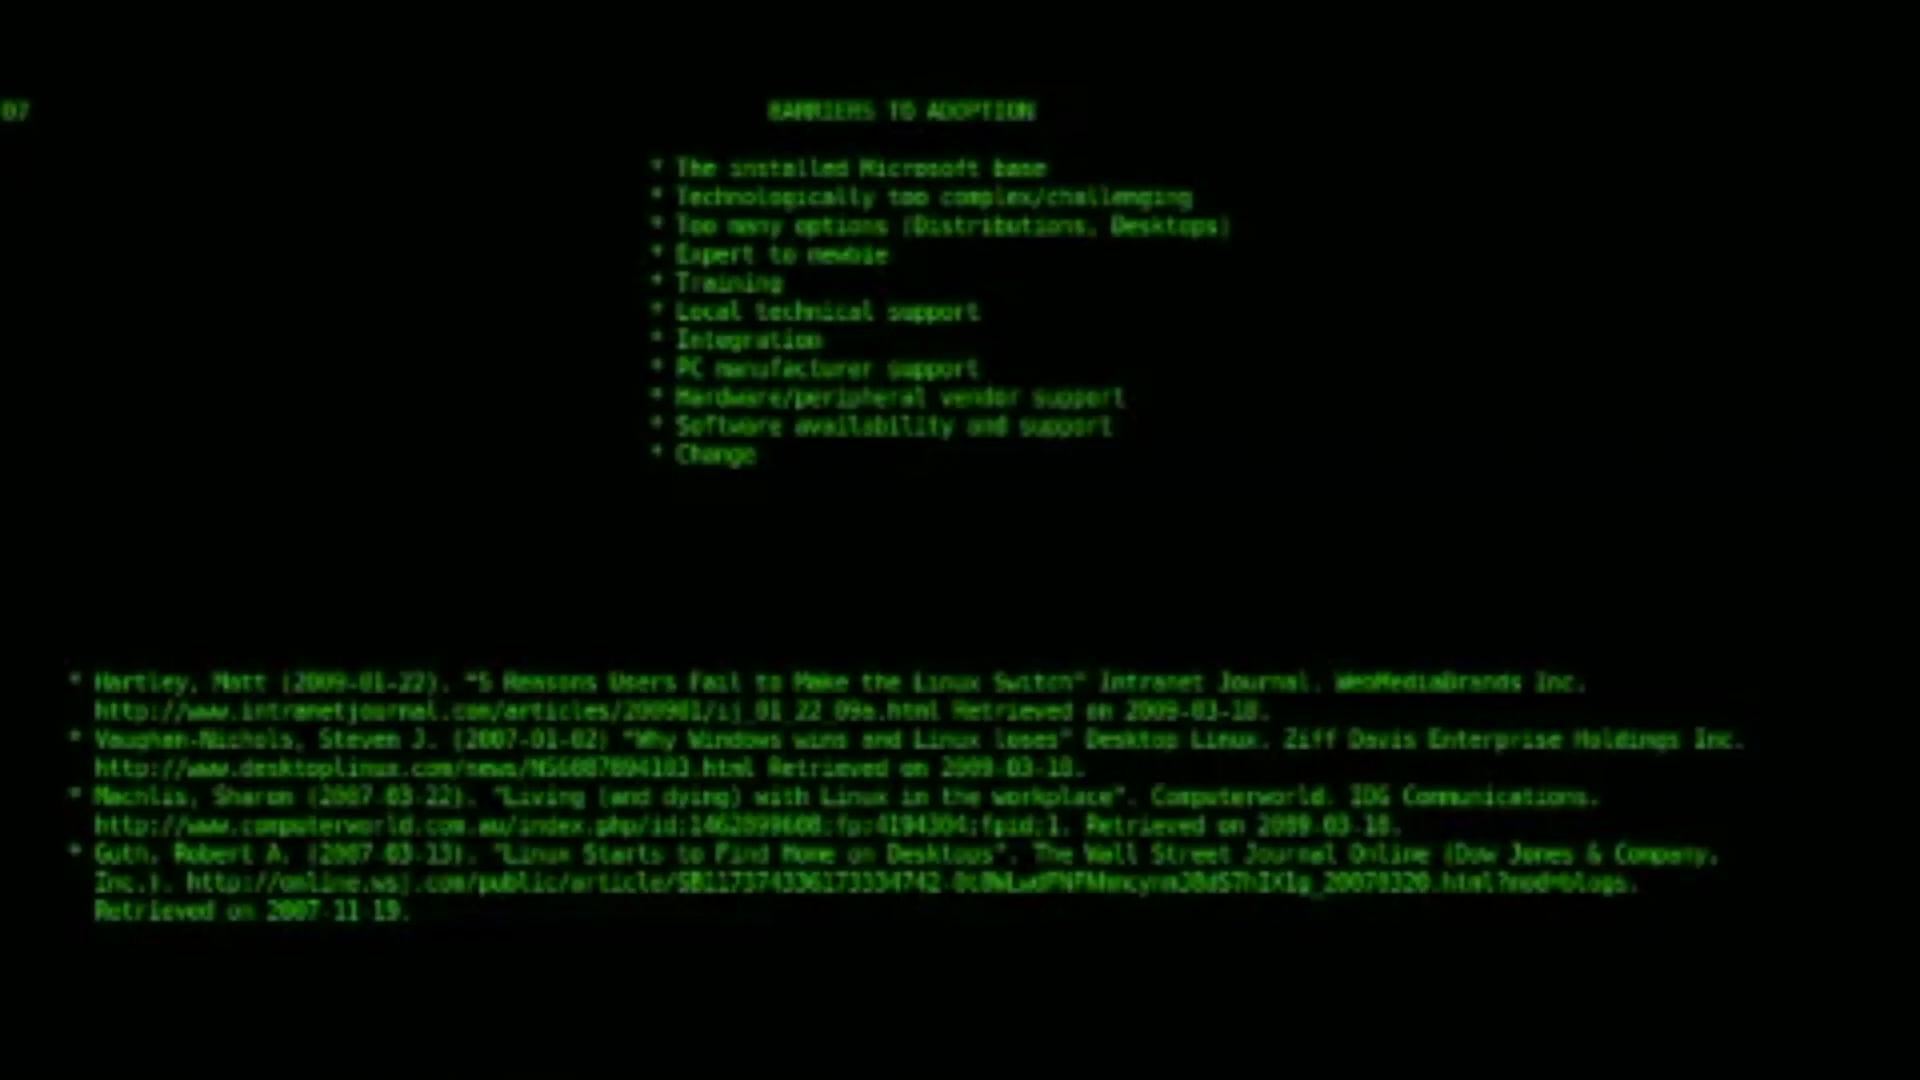 07
BARRIERS TO ADOPTION
* The installed Microsoft base
* Technologically too complex/challenging
* Too many options (Distributions, Desktops)
* Expert to newbie
* Training
* Local technical support
* Integration
* PC manufacturer support
* Hardware/peripheral vendor support
* Software availability and support
* Change
* Hartley, Matt (2009-01-22). "5 Reasons Users Fail to Make the Linux Switch" Intranet Journal. WebMediaBrands Inc.
http://www.intranetjournal.com/articles/200901/ij_01_22_09a.html Retrieved on 2009-03-18.
* Vaughan-Nichols, Steven J. (2007-01-02) "Why Windows wins and Linux loses" Desktop Linux. Ziff Davis Enterprise Holdings Inc.
http://www.desktoplinux.com/news/NS6087894103.html Retrieved on 2009-03-18.
* Machlis, Sharon (2007-03-22). "Living (and dying) with Linux in the workplace". Computerworld. IDG Communications.
Retrieved on 2009-03-18.
* Guth, Robert A. (2007-03-13). "Linux Starts to Find Home on Desktops". The Wall Street Journal Online (Dow Jones & Company,
Inc.).
Retrieved on 2007-11-19.